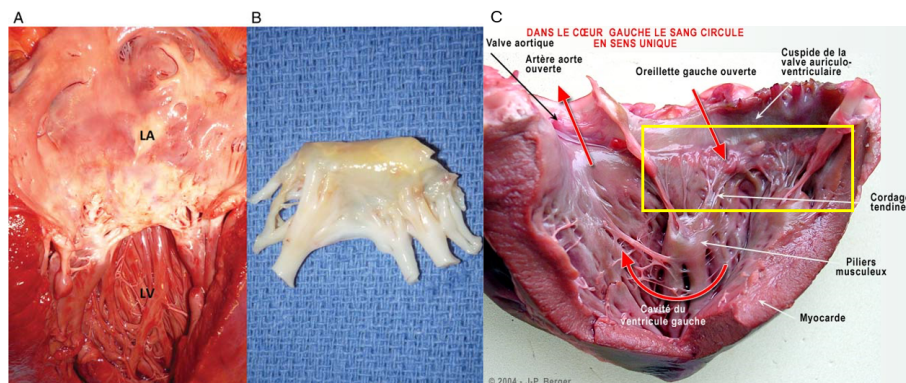 A
LA
LV
B
C
DANS LE CŒUR GAUCHE LE SANG CIRCULE
EN SENS UNIQUE
Valve aortique
Artère aorte
ouverte
Oreillette gauche ouverte
Cuspide de la
valve auriculo-
ventriculaire
Cordage
tendine
Piliers
musculeux
Cavité du
ventricule gauche
Myocarde
© 2004 - J-P. Berger